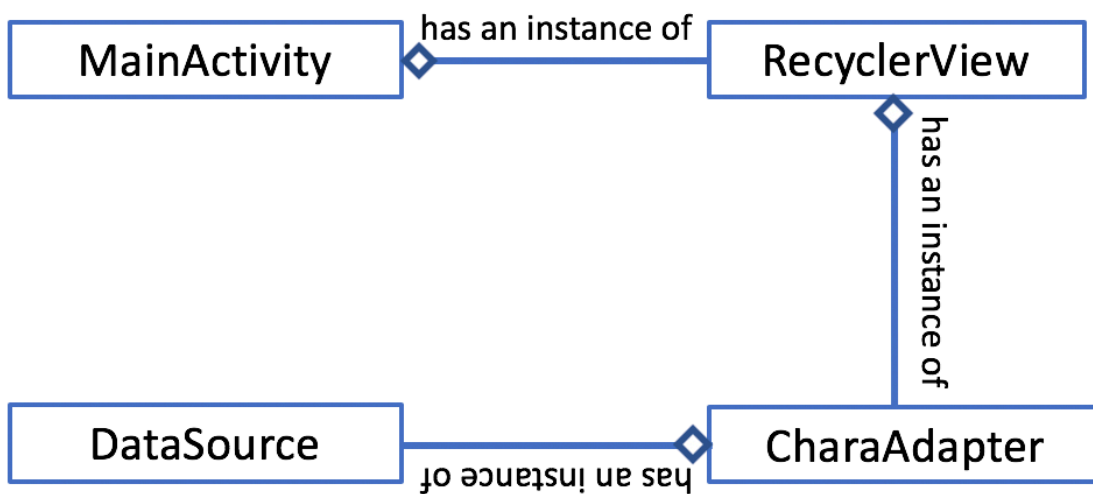 MainActivity
has an instance of
RecyclerView
has an instance of
DataSource
has an instance of
CharaAdapter